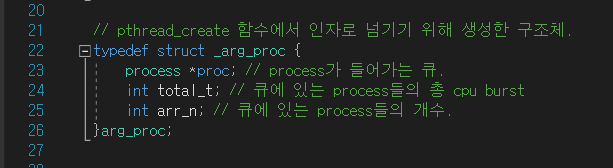 20
21 // pthread_create 함수에서 인자로 넘기기 위해 생성한 구조체.
22 typedef struct _arg_proc {
23 process *proc; // process가 들어가는 큐.
24 int total_t; // 큐에 있는 process들의 총 cpu burst
25 int arr_n; // 큐에 있는 process들의 개수.
26 }arg_proc;
27